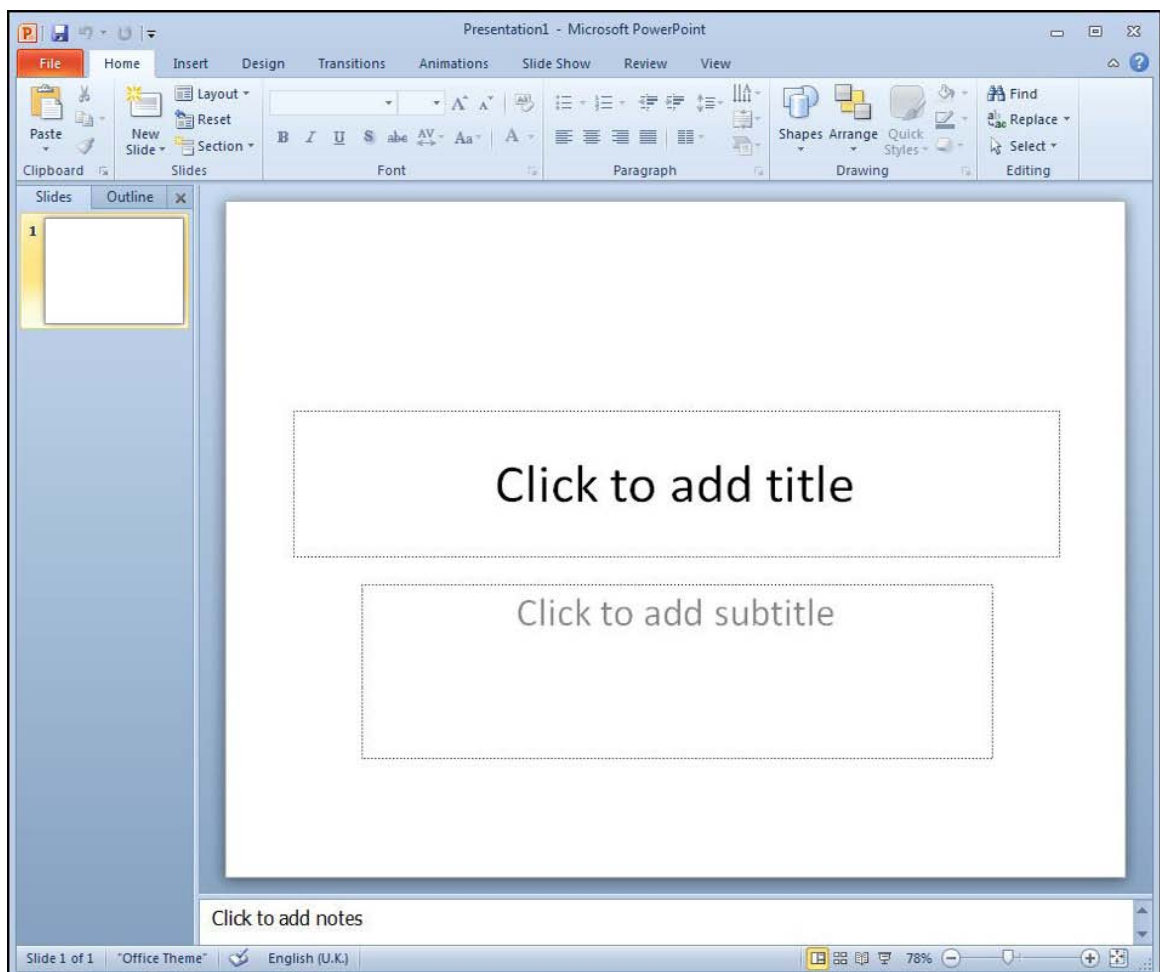 Presentation1 - Microsoft PowerPoint
File Home Insert Design Transitions Animations Slide Show Review View
Paste
New Slide
Layout
Reset
Section
B I U S abc AV Aa A
Shapes Arrange Quick Styles
Find
Replace
Select
Clipboard Slides Font Paragraph Drawing Editing
Slides Outline
1
Click to add title
Click to add subtitle
Click to add notes
Slide 1 of 1 "Office Theme" English (U.K.) 78%